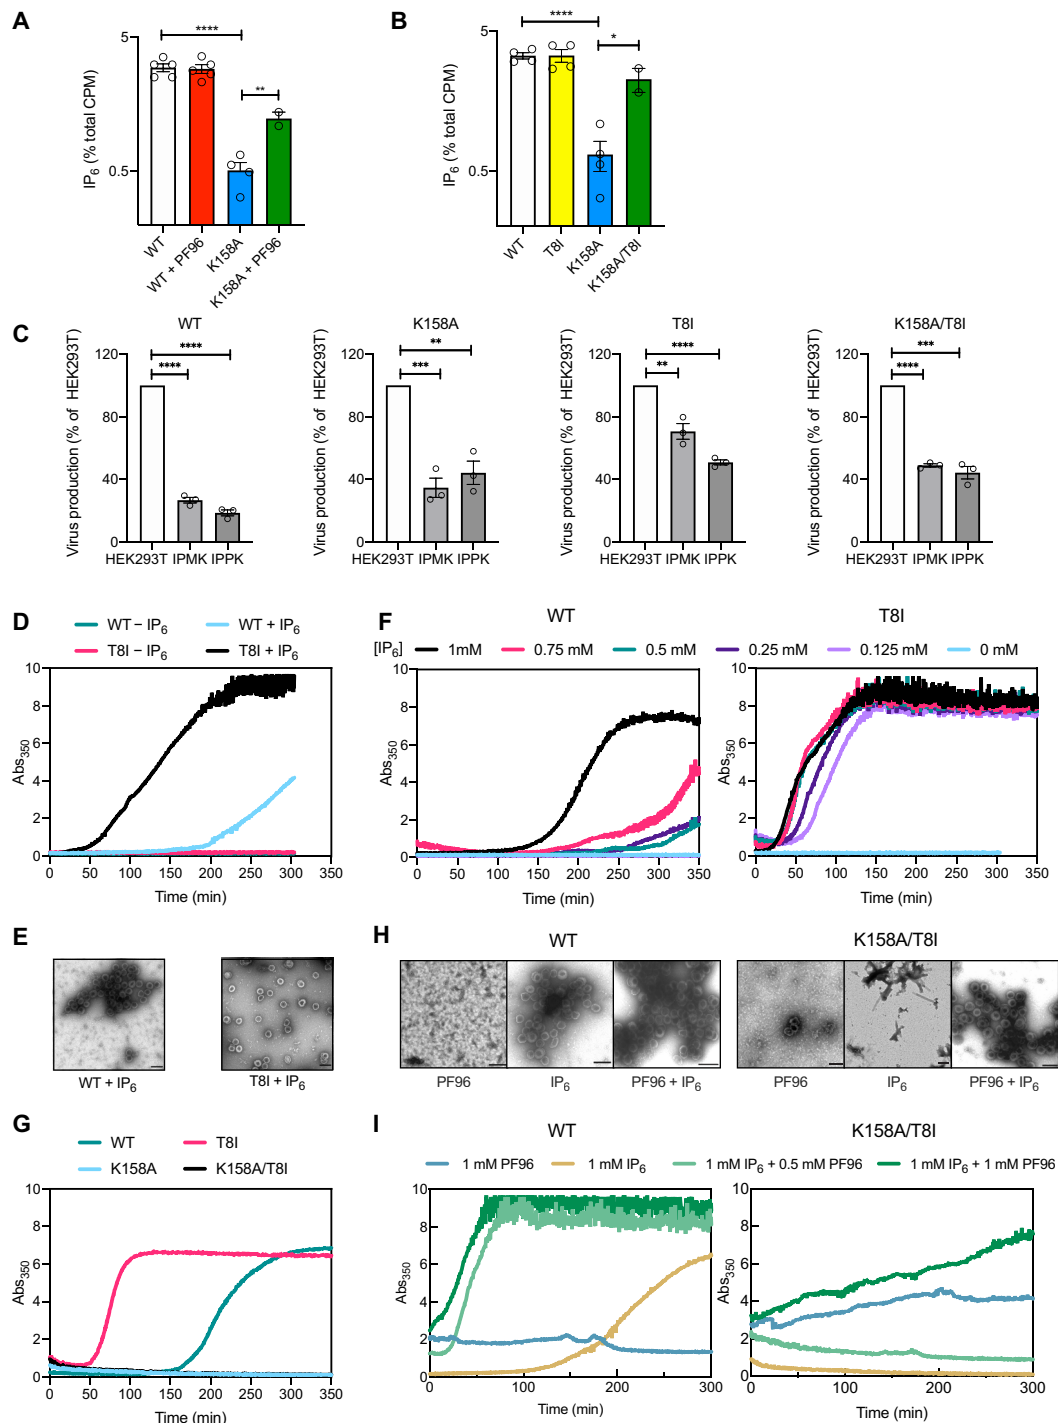 A
IP6 (% total CPM)
5
0.5
****
**
WT
WT + PF96
K158A
K158A + PF96
B
IP6 (% total CPM)
5
0.5
****
*
WT
T8I
K158A
K158A/T8I
C
WT
Virus production (% of HEK293T)
120
80
40
0
****
****
HEK293T IPMK IPPK
K158A
Virus production (% of HEK293T)
120
80
40
0
**
***
HEK293T IPMK IPPK
T8I
Virus production (% of HEK293T)
120
80
40
0
****
**
HEK293T IPMK IPPK
K158A/T8I
Virus production (% of HEK293T)
120
80
40
0
***
****
HEK293T IPMK IPPK
D
WT − IP6
WT + IP6
T8I − IP6
T8I + IP6
Abs350
10
8
6
4
2
0
0 50 100 150 200 250 300 350
Time (min)
F
WT
T8I
[IP6]
1mM
0.75 mM
0.5 mM
0.25 mM
0.125 mM
0 mM
Abs350
10
8
6
4
2
0
0 50 100 150 200 250 300 350
Time (min)
Abs350
10
8
6
4
2
0
0 50 100 150 200 250 300 350
Time (min)
E
WT + IP6
T8I + IP6
H
WT
K158A/T8I
PF96
IP6
PF96 + IP6
PF96
IP6
PF96 + IP6
G
WT
T8I
K158A
K158A/T8I
Abs350
10
8
6
4
2
0
0 50 100 150 200 250 300 350
Time (min)
I
WT
K158A/T8I
1 mM PF96
1 mM IP6
1 mM IP6 + 0.5 mM PF96
1 mM IP6 + 1 mM PF96
Abs350
10
8
6
4
2
0
0 100 200 300
Time (min)
Abs350
10
8
6
4
2
0
0 100 200 300
Time (min)